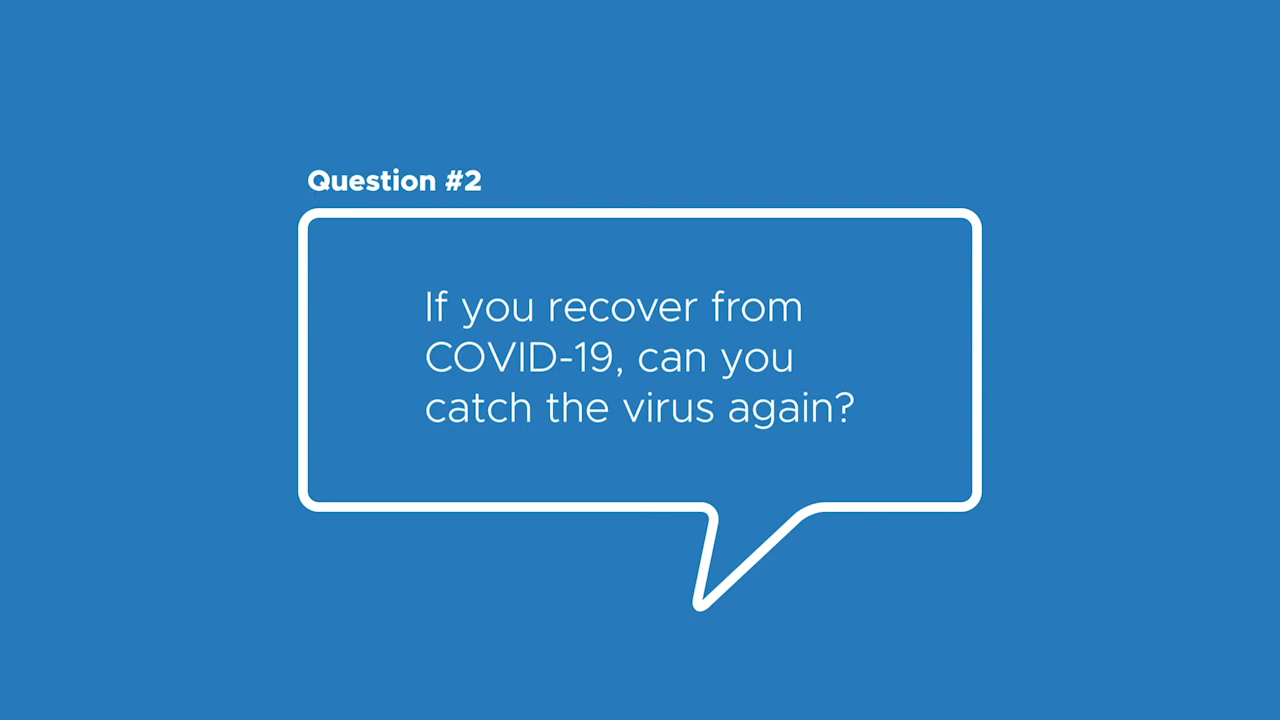 Question #2
If you recover from
COVID-19, can you
catch the virus again?